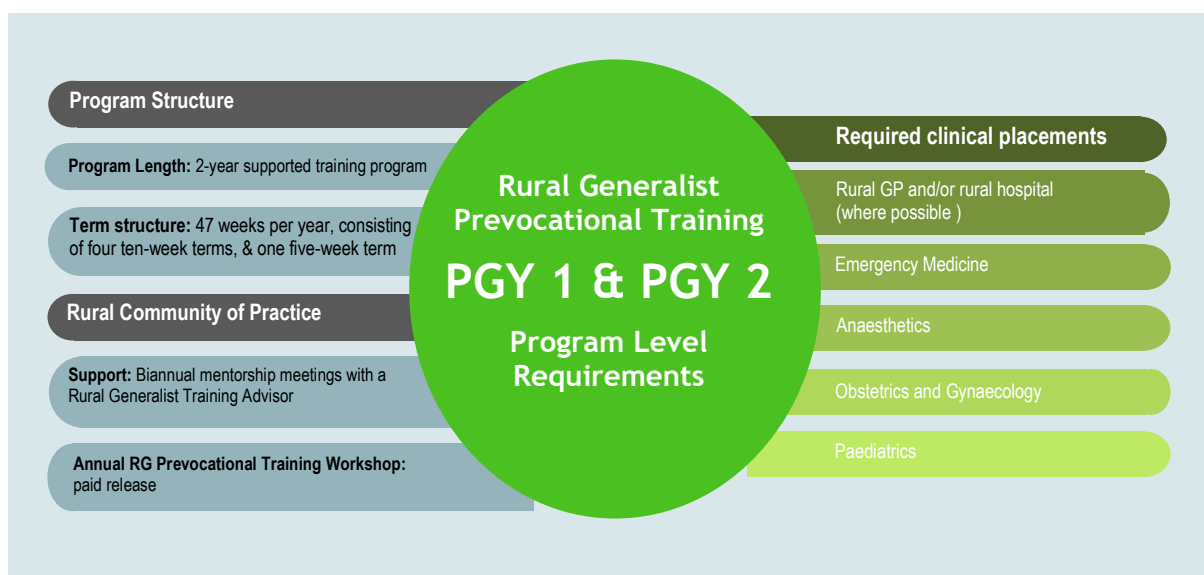 Program Structure
Program Length: 2-year supported training program
Term structure: 47 weeks per year, consisting
of four ten-week terms, & one five-week term
Rural Community of Practice
Support: Biannual mentorship meetings with a
Rural Generalist Training Advisor
Annual RG Prevocational Training Workshop:
paid release
Rural Generalist
Prevocational Training
PGY 1 & PGY 2
Program Level
Requirements
Required clinical placements
Rural GP and/or rural hospital
(where possible )
Emergency Medicine
Anaesthetics
Obstetrics and Gynaecology
Paediatrics